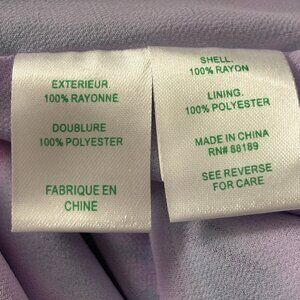 EXTERIEUR
100% RAYONNE
DOUBLURE
100% POLYESTER
FABRIQUE EN
CHINE
SHELL.
100% RAYON
LINING.
100% POLYESTER
MADE IN CHINA
RN# 88189
SEE REVERSE
FOR CARE